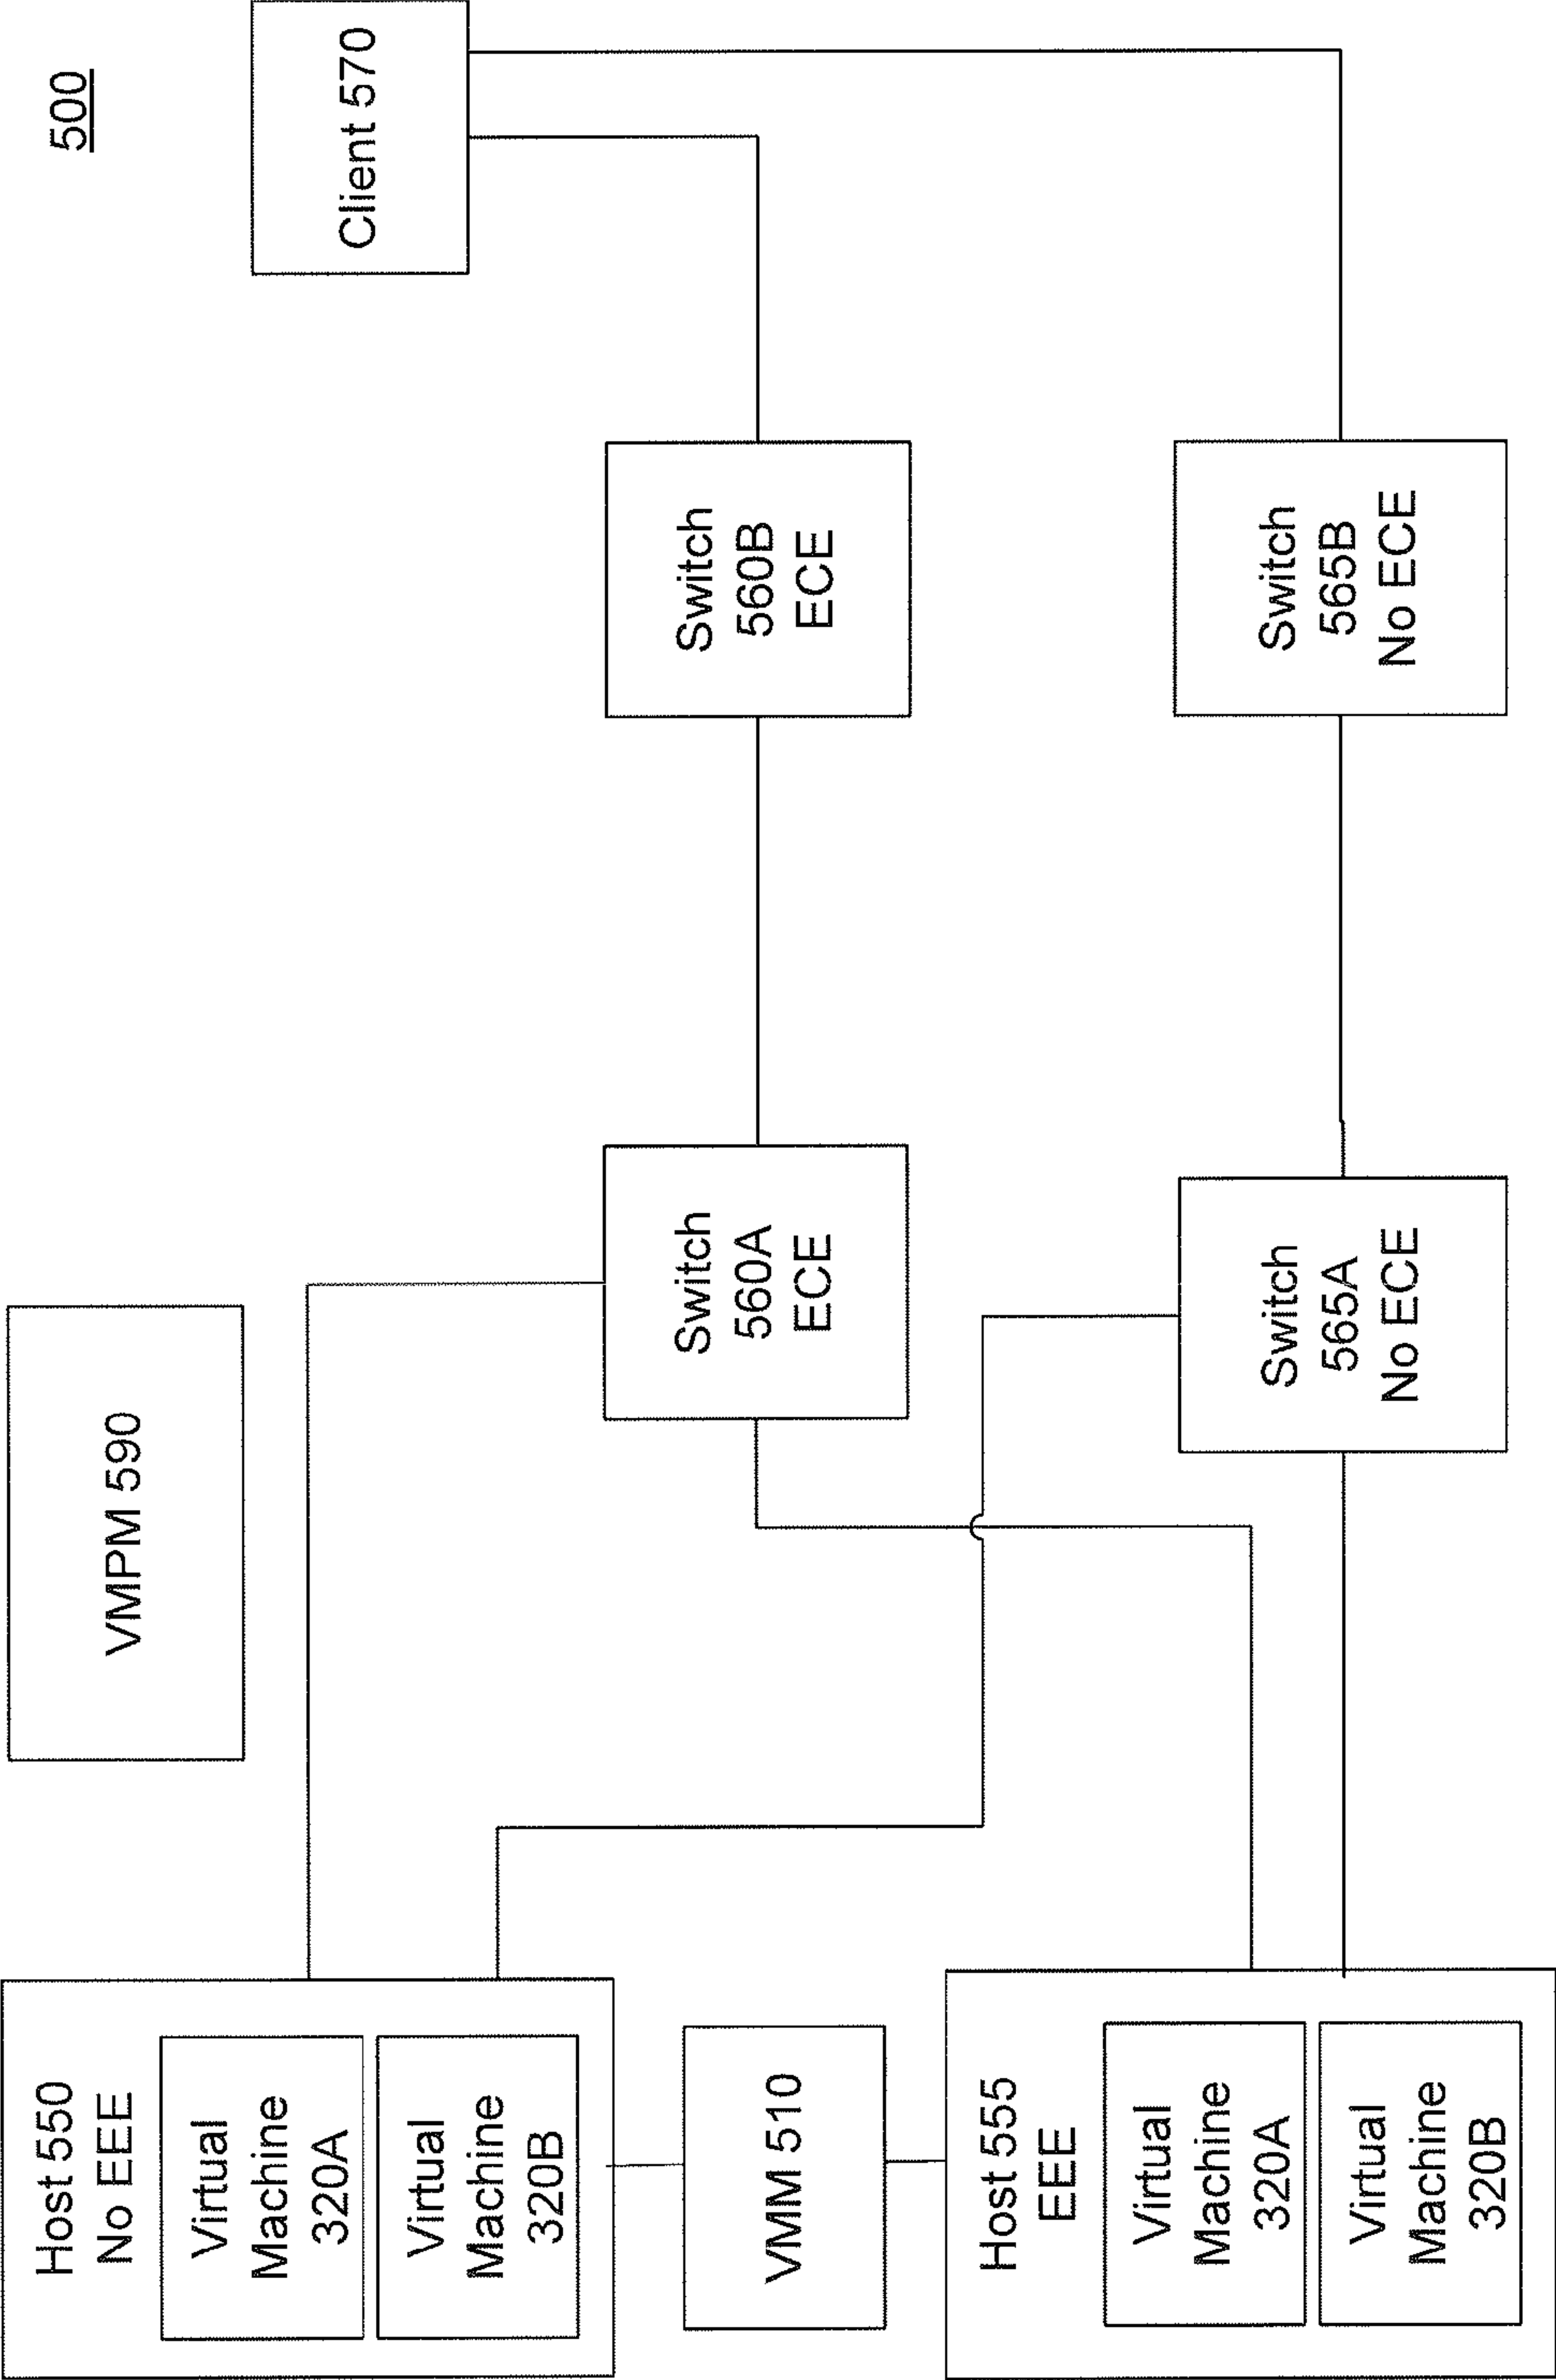 500
Host 550
No EEE
Virtual
Machine
320A
Virtual
Machine
320B
VMPM 590
Client 570
VMM 510
Switch
560A
ECE
Switch
560B
ECE
Host 555
EEE
Virtual
Machine
320A
Virtual
Machine
320B
Switch
565A
No ECE
Switch
565B
No ECE